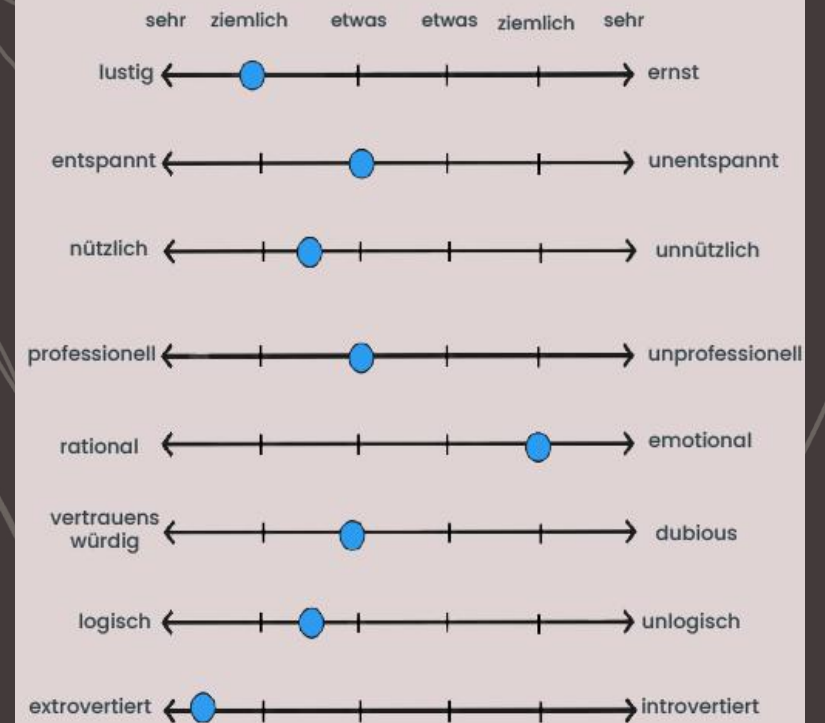 sehr ziemlich etwas etwas ziemlich sehr
lustig ernst
entspannt unentspannt
nützlich unnützlich
professionell unprofessionell
rational emotional
vertrauens
würdig dubious
logisch unlogisch
extrovertiert introvertiert